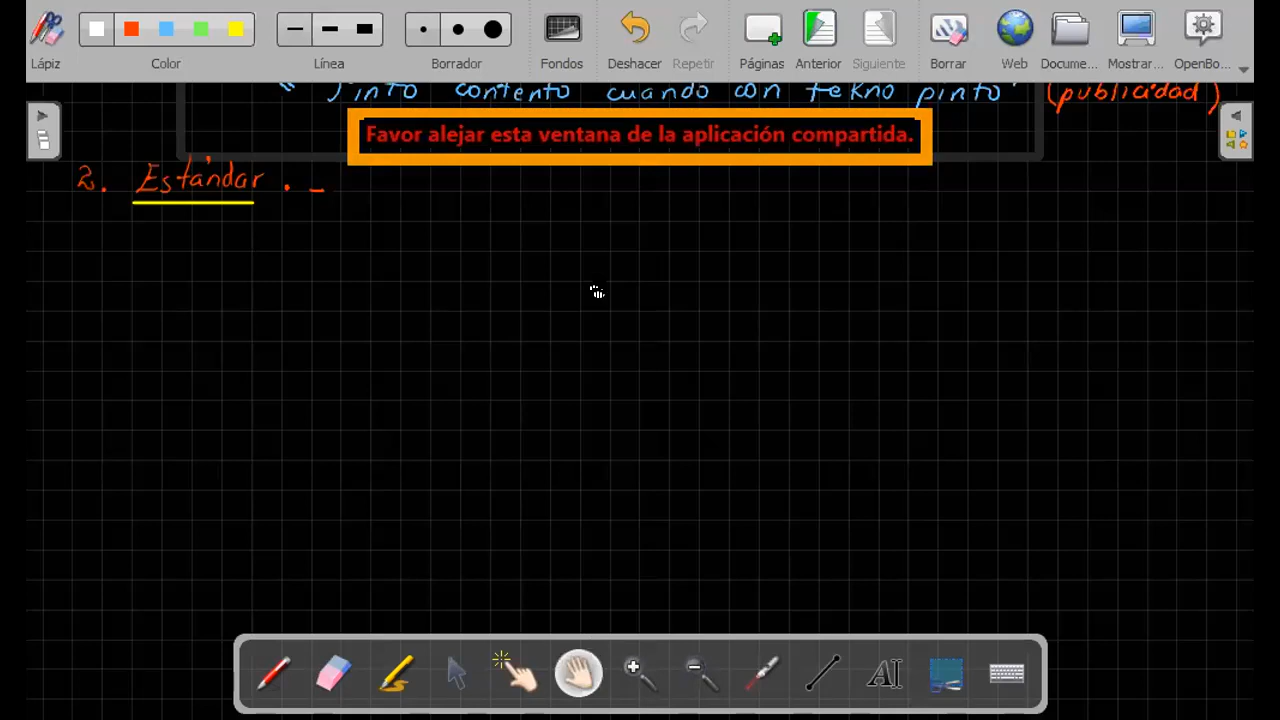 Lápiz Color Línea Borrador Fondos Deshacer Repetir Páginas Anterior Siguiente Borrar Web Docume... Mostrar... OpenBo...
Pinto contento cuando con tekno pinto" (publicidad)
Favor alejar esta ventana de la aplicación compartida.
2. Estándar . _
AI